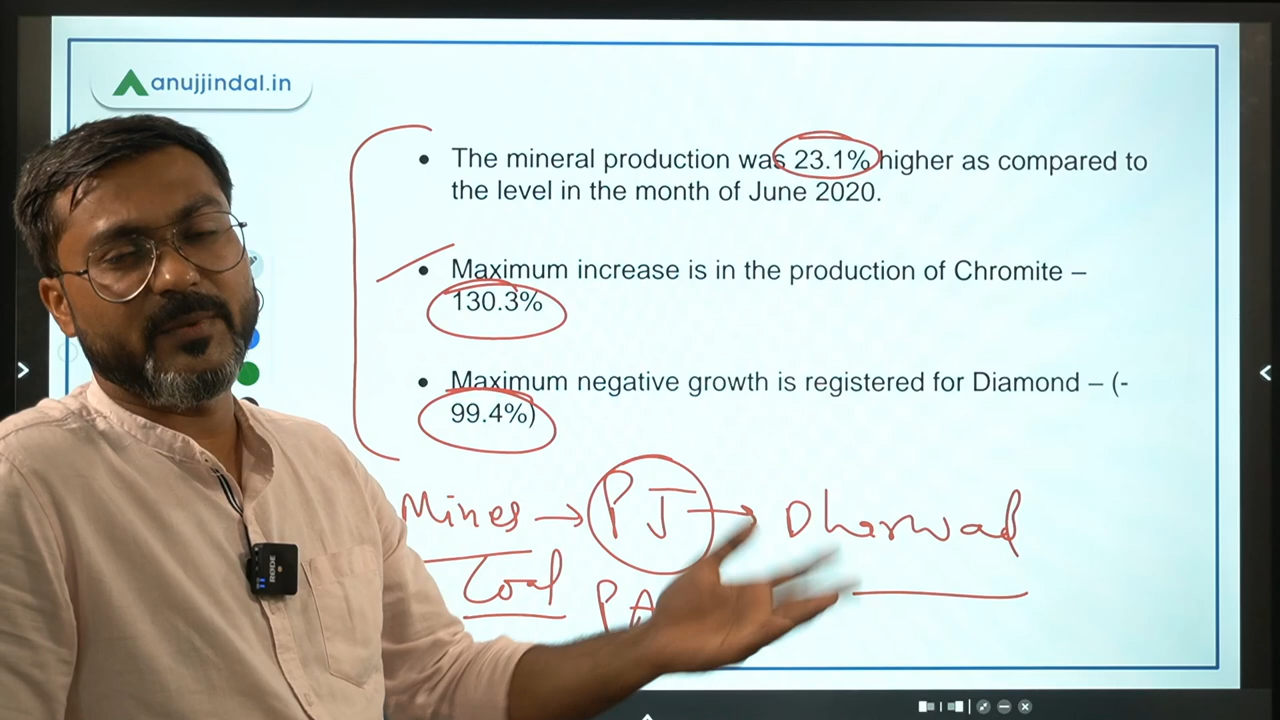 anujjindal.in
• The mineral production was 23.1% higher as compared to
the level in the month of June 2020.
• Maximum increase is in the production of Chromite –
130.3%
• Maximum negative growth is registered for Diamond – (-
99.4%)
Mines → PJ → Dharwad
Coal PA
RODE